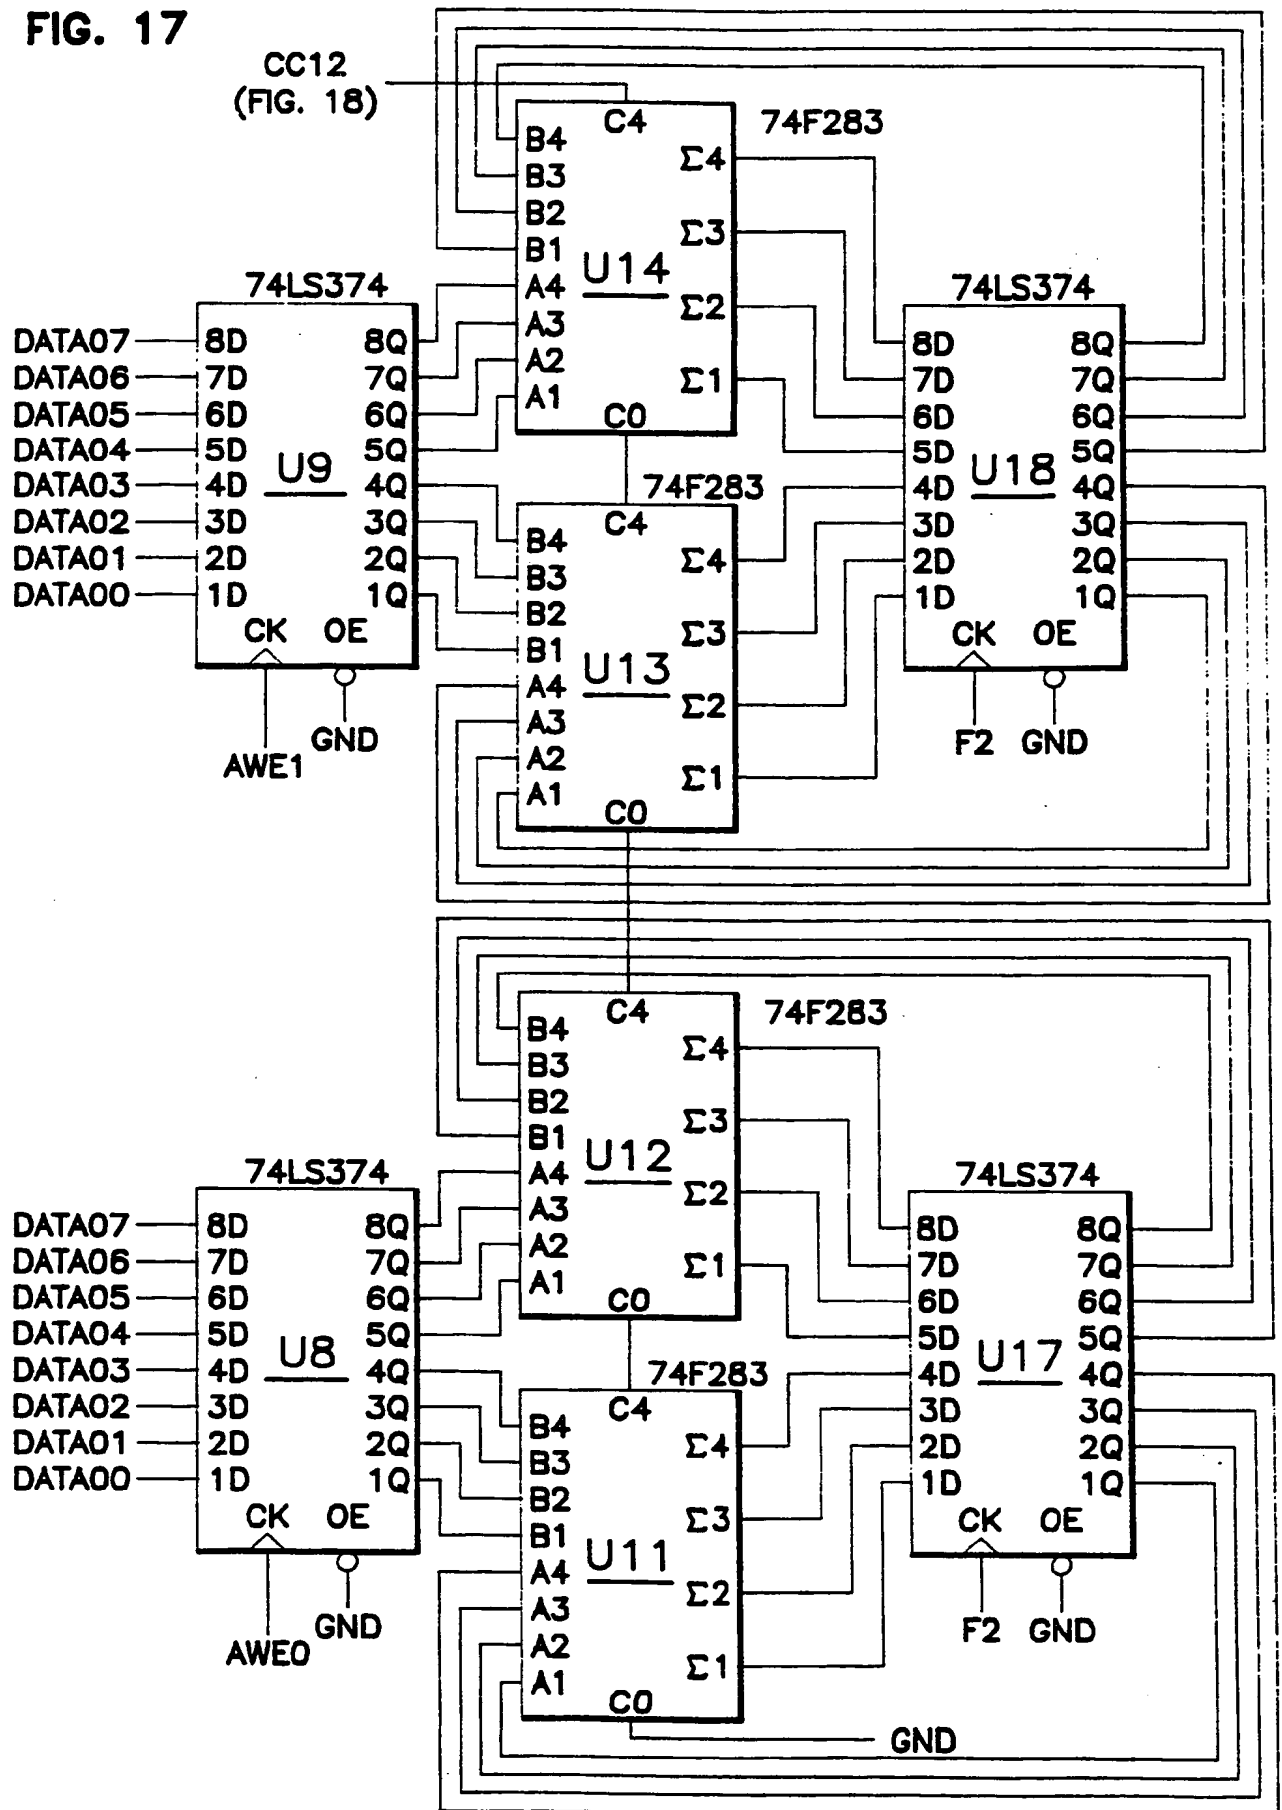 FIG. 17
CC12
(FIG. 18)
C4
74F283
B4
B3
B2
B1
A4
A3
A2
A1
U14
Σ4
Σ3
Σ2
Σ1
C0
74LS374
DATA07 8D 8Q
DATA06 7D 7Q
DATA05 6D 6Q
DATA04 5D 5Q
DATA03 4D 4Q
DATA02 3D 3Q
DATA01 2D 2Q
DATA00 1D 1Q
U9
CK OE
AWE1
GND
74F283
C4
B4
B3
B2
B1
A4
A3
A2
A1
U13
Σ4
Σ3
Σ2
Σ1
C0
74LS374
8D 8Q
7D 7Q
6D 6Q
5D 5Q
4D 4Q
3D 3Q
2D 2Q
1D 1Q
U18
CK OE
F2 GND
C4
74F283
B4
B3
B2
B1
A4
A3
A2
A1
U12
Σ4
Σ3
Σ2
Σ1
C0
74LS374
DATA07 8D 8Q
DATA06 7D 7Q
DATA05 6D 6Q
DATA04 5D 5Q
DATA03 4D 4Q
DATA02 3D 3Q
DATA01 2D 2Q
DATA00 1D 1Q
U8
CK OE
AWE0
GND
74F283
C4
B4
B3
B2
B1
A4
A3
A2
A1
U11
Σ4
Σ3
Σ2
Σ1
C0
GND
74LS374
8D 8Q
7D 7Q
6D 6Q
5D 5Q
4D 4Q
3D 3Q
2D 2Q
1D 1Q
U17
CK OE
F2 GND